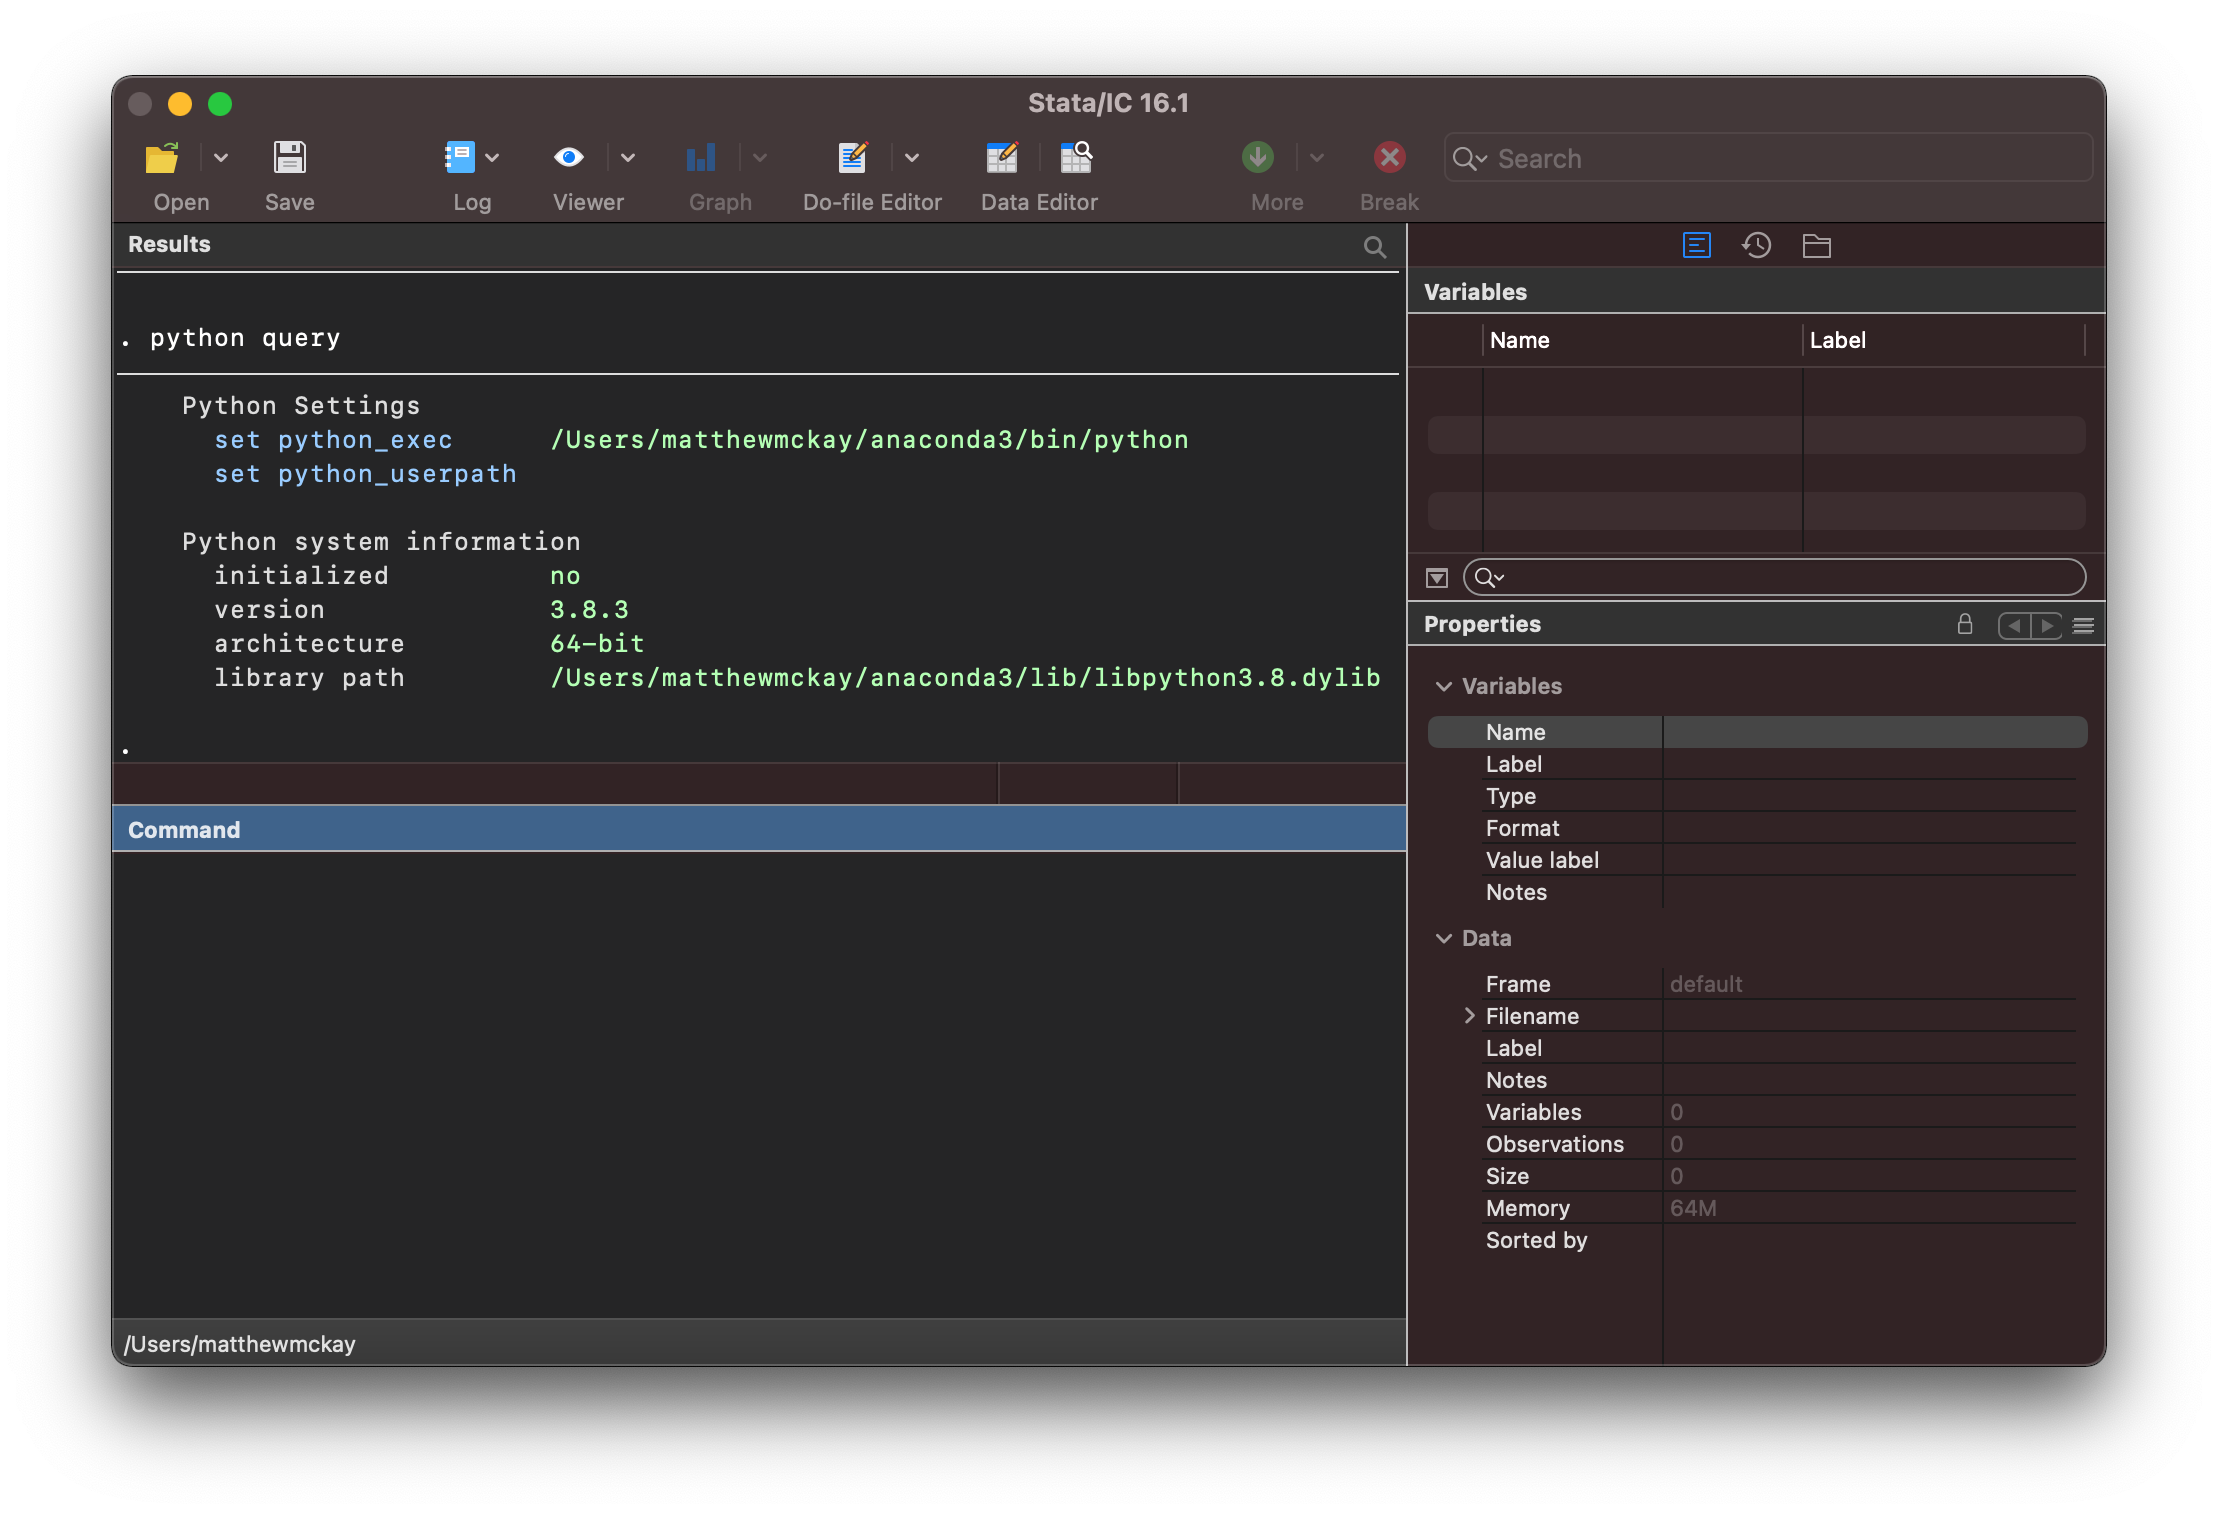 Stata/IC 16.1
Open
Save
Log
Viewer
Graph
Do-file Editor
Data Editor
More
Break
Search
Results
. python query
Python Settings
set python_exec /Users/matthewmckay/anaconda3/bin/python
set python_userpath
Python system information
initialized no
version 3.8.3
architecture 64-bit
library path /Users/matthewmckay/anaconda3/lib/libpython3.8.dylib
.
Command
/Users/matthewmckay
Variables
Name Label
Properties
Variables
Name
Label
Type
Format
Value label
Notes
Data
Frame default
Filename
Label
Notes
Variables 0
Observations 0
Size 0
Memory 64M
Sorted by